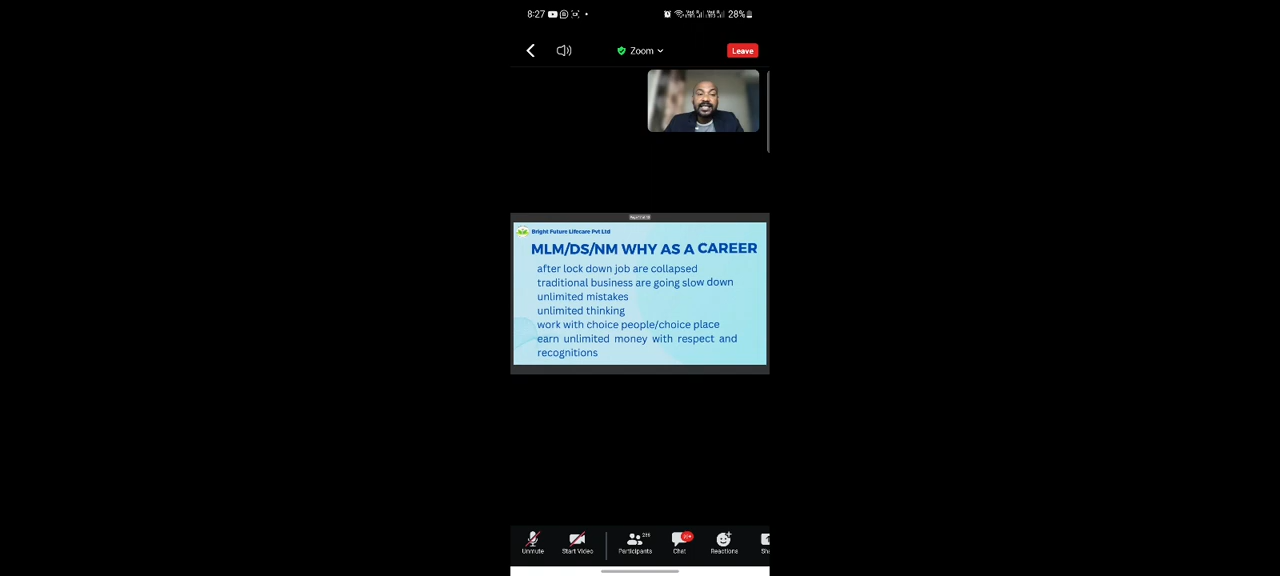 8:27
28%
Zoom
Leave
Bright Future Lifecare Pvt Ltd
MLM/DS/NM WHY AS A CAREER
after lock down job are collapsed
traditional business are going slow down
unlimited mistakes
unlimited thinking
work with choice people/choice place
earn unlimited money with respect and
recognitions
Unmute
Start Video
Participants
Chat
Reactions